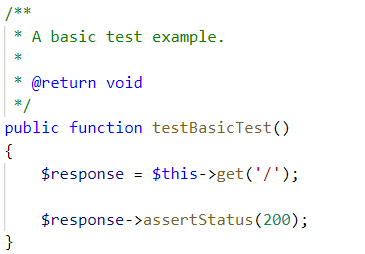 /**
 * A basic test example.
 *
 * @return void
 */
public function testBasicTest()
{
    $response = $this->get('/');

    $response->assertStatus(200);
}